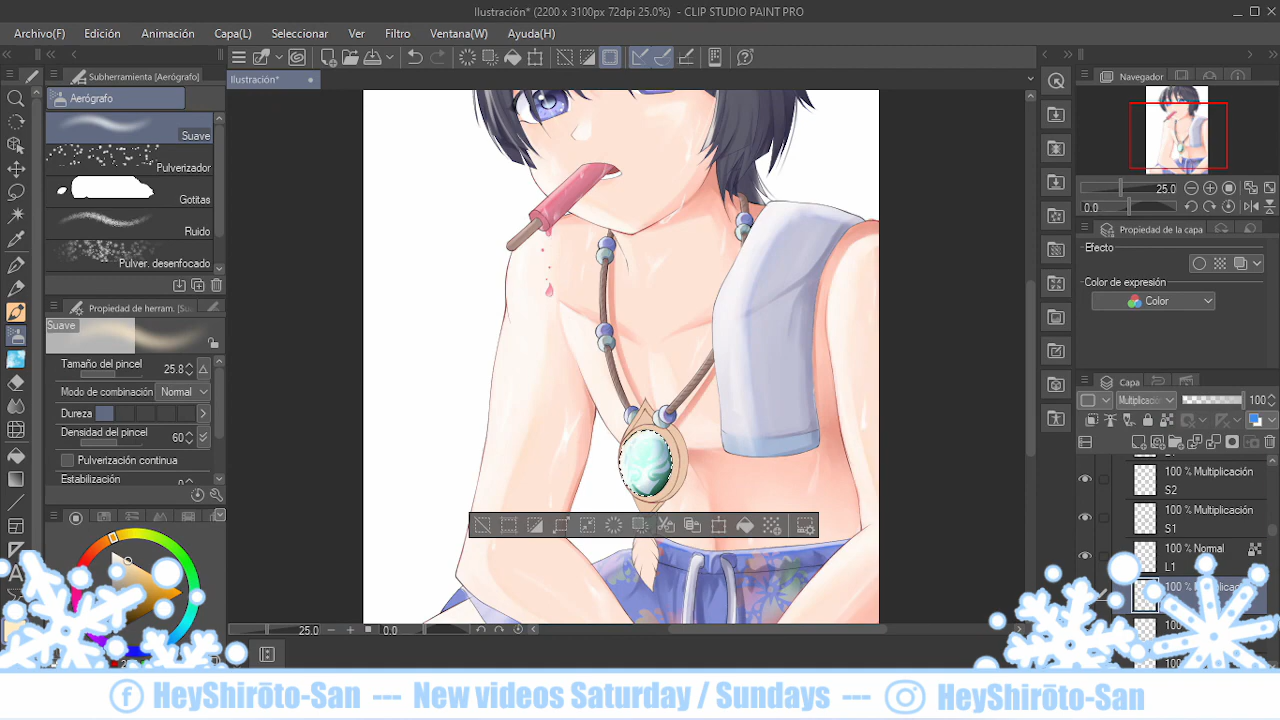 Ilustración* (2200 x 3100px 72dpi 25.0%) - CLIP STUDIO PAINT PRO
Archivo(F) Edición Animación Capa(L) Seleccionar Ver Filtro Ventana(W) Ayuda(H)
Subherramienta (Aerógrafo)
Ilustración*
Navegador
Aerógrafo
Suave
Pulverizador
Gotitas
Ruido
Pulver. desenfocado
25.0
0.0
Propiedad de la capa
Efecto
Color de expresión
Color
Propiedad de herram. (Su
Suave
Tamaño del pincel 25.8
Modo de combinación Normal
Dureza
Densidad del pincel 60
Pulverización continua
Estabilización
Capa
100
100 % Multiplicación
S2
100 % Multiplicación
S1
100 % Normal
L1
25.0 0.0
HeyShirōto-San --- New videos Saturday / Sundays --- HeyShirōto-San